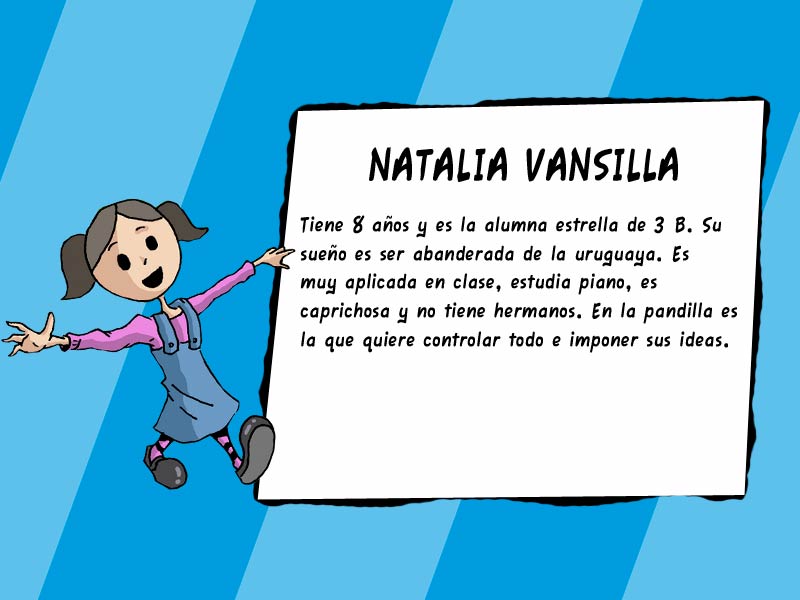 NATALIA VANSILLA
Tiene 8 años y es la alumna estrella de 3 B. Su
sueño es ser abanderada de la uruguaya. Es
muy aplicada en clase, estudia piano, es
caprichosa y no tiene hermanos. En la pandilla es
la que quiere controlar todo e imponer sus ideas.